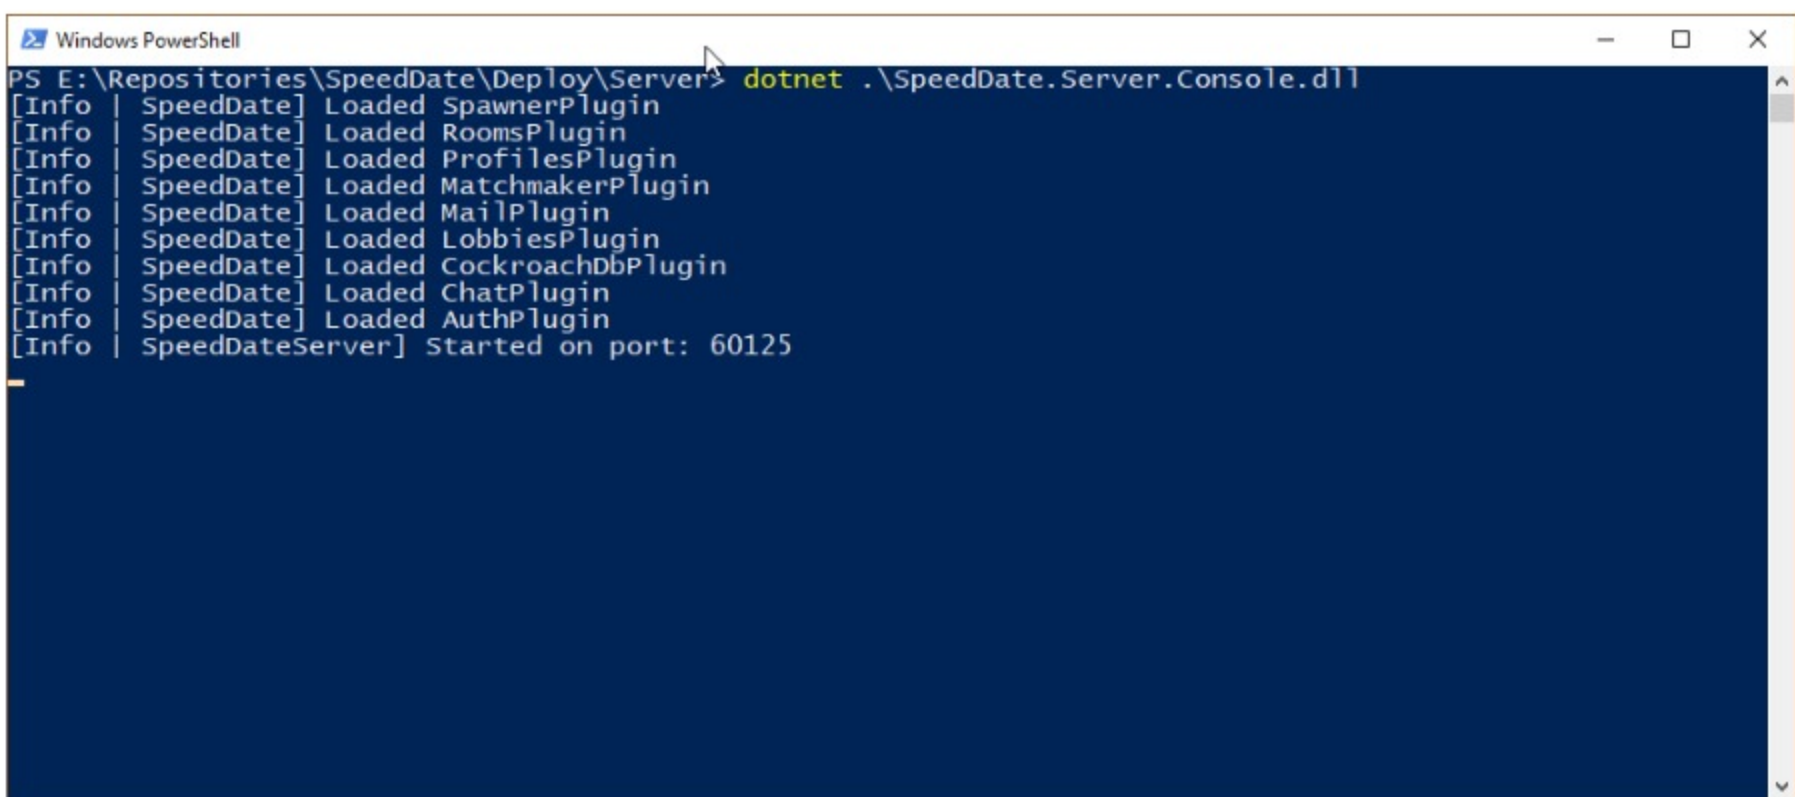 Windows PowerShell
PS E:\Repositories\SpeedDate\Deploy\Server> dotnet .\SpeedDate.Server.Console.dll
[Info | SpeedDate] Loaded SpawnerPlugin
[Info | SpeedDate] Loaded RoomsPlugin
[Info | SpeedDate] Loaded ProfilesPlugin
[Info | SpeedDate] Loaded MatchmakerPlugin
[Info | SpeedDate] Loaded MailPlugin
[Info | SpeedDate] Loaded LobbiesPlugin
[Info | SpeedDate] Loaded CockroachDbPlugin
[Info | SpeedDate] Loaded ChatPlugin
[Info | SpeedDate] Loaded AuthPlugin
[Info | SpeedDateServer] Started on port: 60125